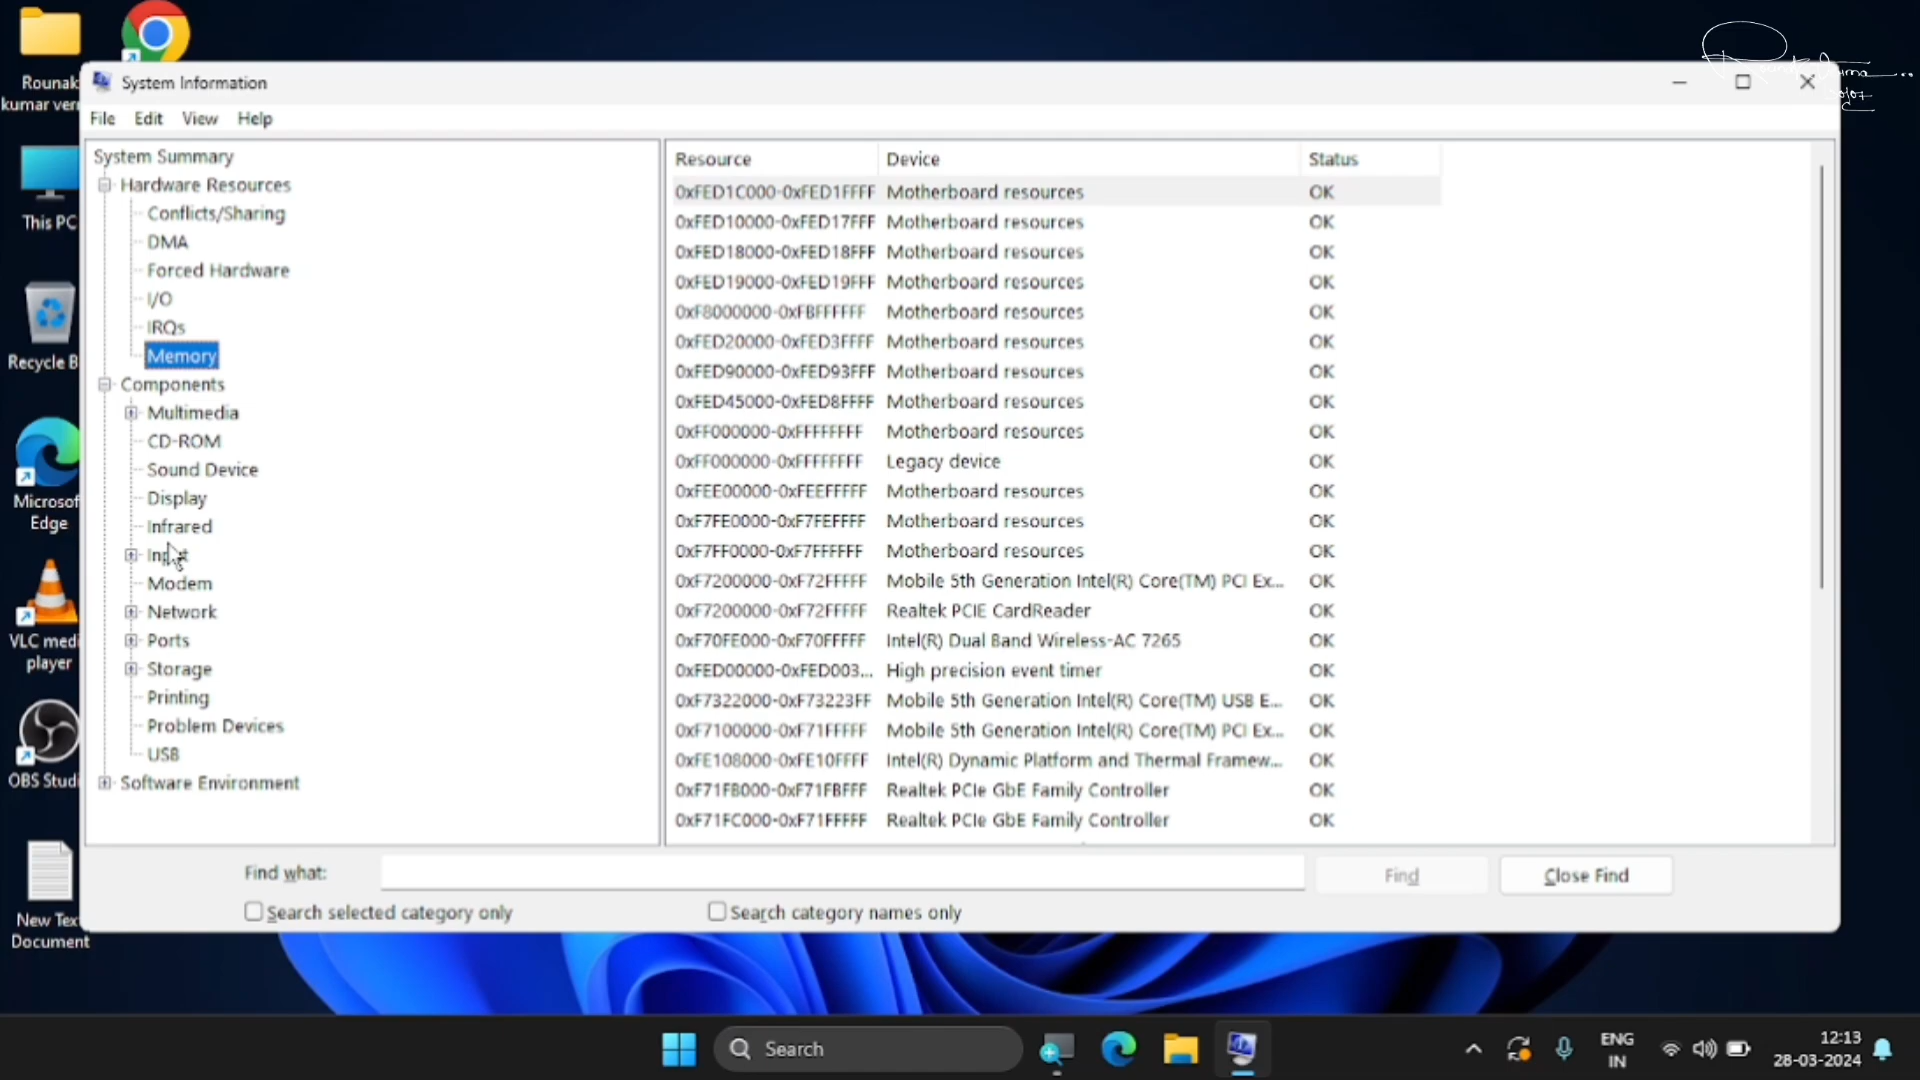 Rounak
kumar ver
This PC
Recycle B
Microsof
Edge
VLC medi
player
OBS Studi
New Tex
Document
System Information
File Edit View Help
System Summary
Hardware Resources
Conflicts/Sharing
DMA
Forced Hardware
I/O
IRQs
Memory
Components
Multimedia
CD-ROM
Sound Device
Display
Infrared
Input
Modem
Network
Ports
Storage
Printing
Problem Devices
USB
Software Environment
Resource Device Status
0xFED1C000-0xFED1FFFF Motherboard resources OK
0xFED10000-0xFED17FFF Motherboard resources OK
0xFED18000-0xFED18FFF Motherboard resources OK
0xFED19000-0xFED19FFF Motherboard resources OK
0xF8000000-0xFBFFFFFF Motherboard resources OK
0xFED20000-0xFED3FFFF Motherboard resources OK
0xFED90000-0xFED93FFF Motherboard resources OK
0xFED45000-0xFED8FFFF Motherboard resources OK
0xFF000000-0xFFFFFFFF Motherboard resources OK
0xFF000000-0xFFFFFFFF Legacy device OK
0xFEE00000-0xFEEFFFFF Motherboard resources OK
0xF7FE0000-0xF7FEFFFF Motherboard resources OK
0xF7FF0000-0xF7FFFFFF Motherboard resources OK
0xF7200000-0xF72FFFFF Mobile 5th Generation Intel(R) Core(TM) PCI Ex... OK
0xF7200000-0xF72FFFFF Realtek PCIE CardReader OK
0xF70FE000-0xF70FFFFF Intel(R) Dual Band Wireless-AC 7265 OK
0xFED00000-0xFED003... High precision event timer OK
0xF7322000-0xF73223FF Mobile 5th Generation Intel(R) Core(TM) USB E... OK
0xF7100000-0xF71FFFFF Mobile 5th Generation Intel(R) Core(TM) PCI Ex... OK
0xFE108000-0xFE10FFFF Intel(R) Dynamic Platform and Thermal Framew... OK
0xF71FB000-0xF71FBFFF Realtek PCIe GbE Family Controller OK
0xF71FC000-0xF71FFFFF Realtek PCIe GbE Family Controller OK
Find what: Find Close Find
Search selected category only Search category names only
Search
ENG
IN
12:13
28-03-2024